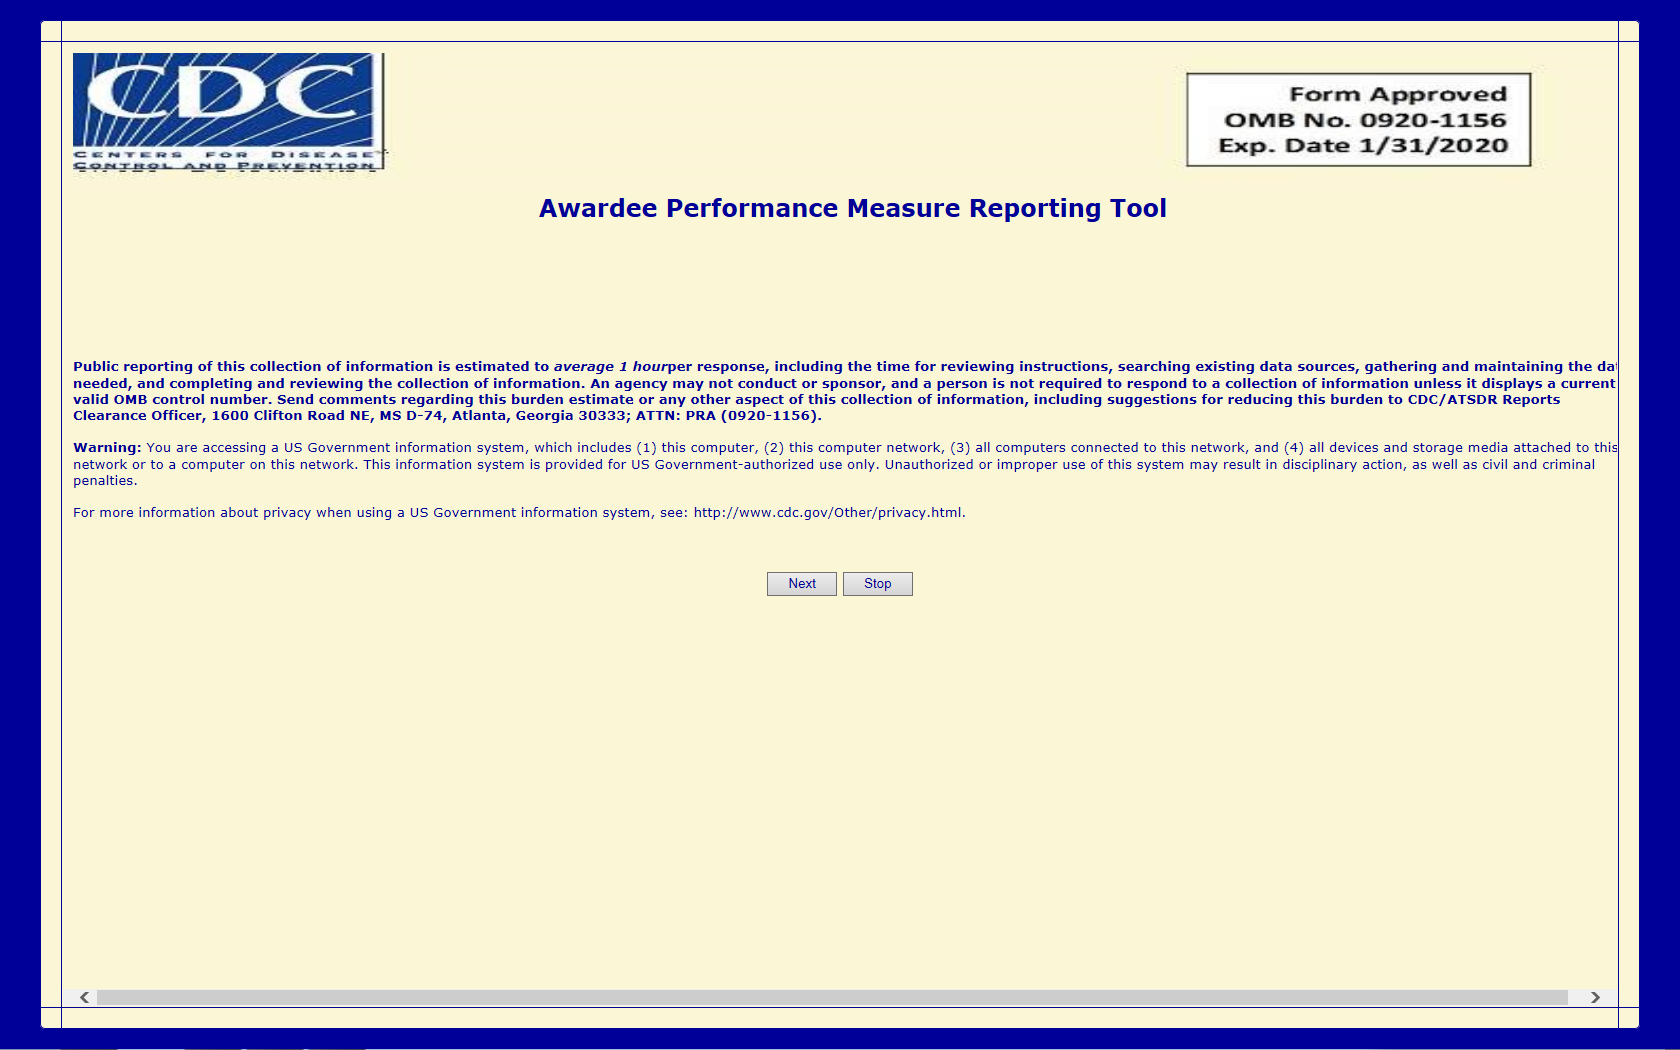 CDC
CENTERS FOR DISEASE
CONTROL AND PREVENTION
Form Approved
OMB No. 0920-1156
Exp. Date 1/31/2020
Awardee Performance Measure Reporting Tool
Public reporting of this collection of information is estimated to average 1 hourper response, including the time for reviewing instructions, searching existing data sources, gathering and maintaining the dat
needed, and completing and reviewing the collection of information. An agency may not conduct or sponsor, and a person is not required to respond to a collection of information unless it displays a current
valid OMB control number. Send comments regarding this burden estimate or any other aspect of this collection of information, including suggestions for reducing this burden to CDC/ATSDR Reports
Clearance Officer, 1600 Clifton Road NE, MS D-74, Atlanta, Georgia 30333; ATTN: PRA (0920-1156).
Warning: You are accessing a US Government information system, which includes (1) this computer, (2) this computer network, (3) all computers connected to this network, and (4) all devices and storage media attached to this
network or to a computer on this network. This information system is provided for US Government-authorized use only. Unauthorized or improper use of this system may result in disciplinary action, as well as civil and criminal
penalties.
For more information about privacy when using a US Government information system, see: http://www.cdc.gov/Other/privacy.html.
Next Stop